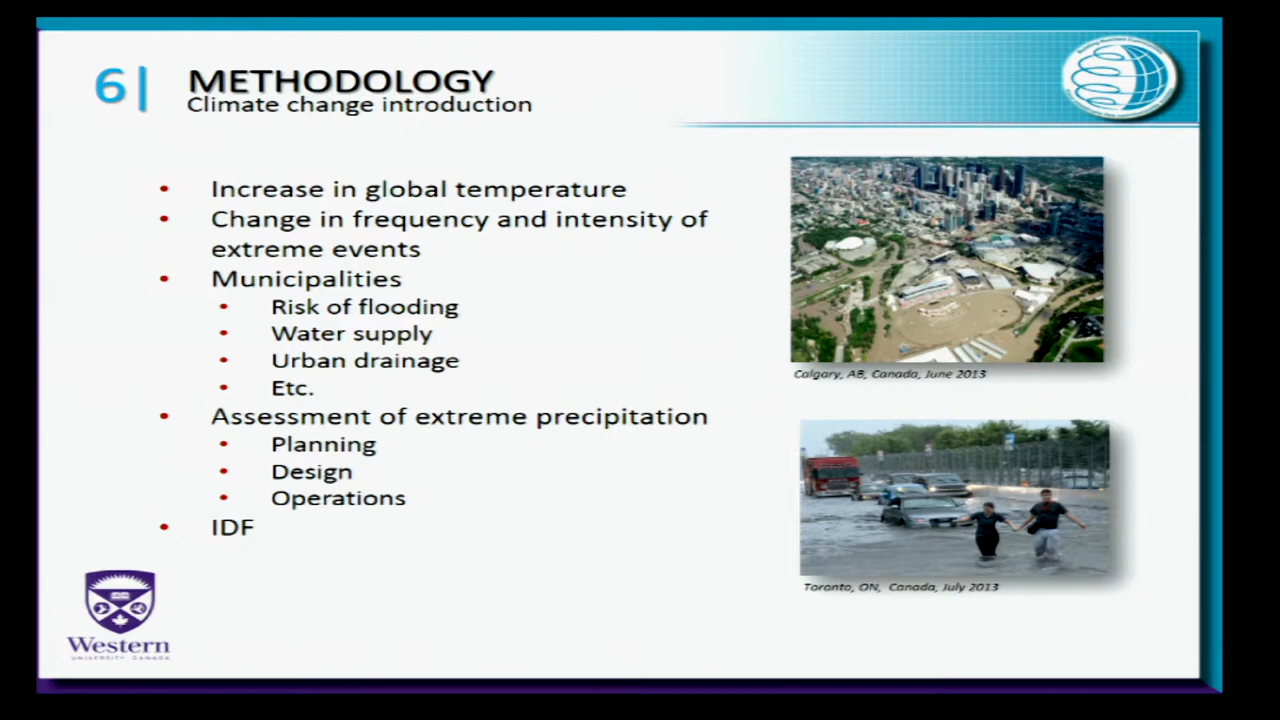 6| METHODOLOGY
Climate change introduction
• Increase in global temperature
• Change in frequency and intensity of
extreme events
• Municipalities
• Risk of flooding
• Water supply
• Urban drainage
• Etc.
• Assessment of extreme precipitation
• Planning
• Design
• Operations
• IDF
Calgary, AB, Canada, June 2013
Toronto, ON, Canada, July 2013
Western
UNIVERSITY · CANADA